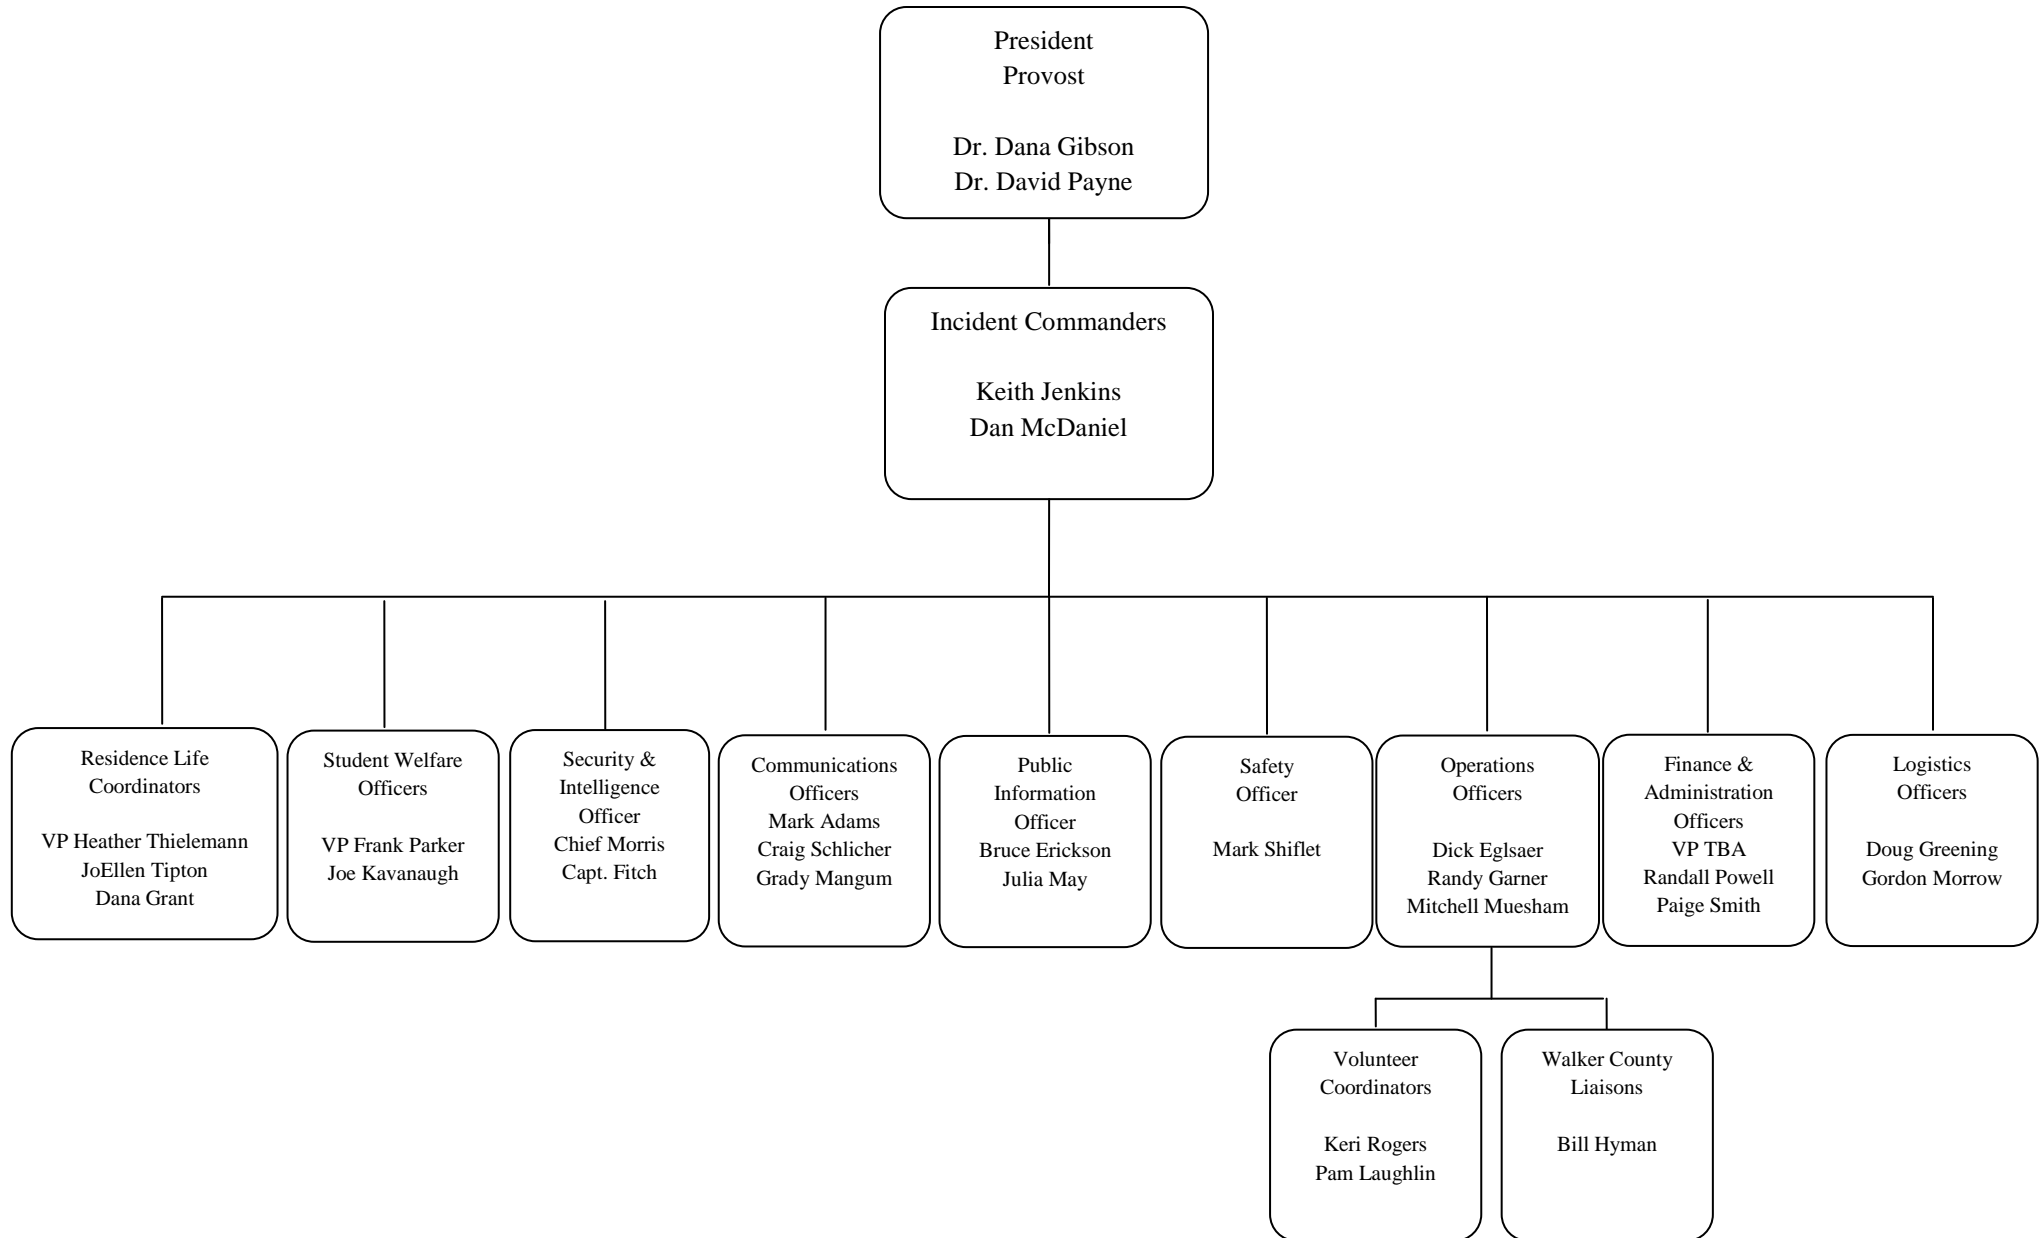 President
Provost
Dr. Dana Gibson
Dr. David Payne
Incident Commanders
Keith Jenkins
Dan McDaniel
Residence Life
Coordinators
VP Heather Thielemann
JoEllen Tipton
Dana Grant
Student Welfare
Officers
VP Frank Parker
Joe Kavanaugh
Security &
Intelligence
Officer
Chief Morris
Capt. Fitch
Communications
Officers
Mark Adams
Craig Schlicher
Grady Mangum
Public
Information
Officer
Bruce Erickson
Julia May
Safety
Officer
Mark Shiflet
Operations
Officers
Dick Eglsaer
Randy Garner
Mitchell Muesham
Finance &
Administration
Officers
VP TBA
Randall Powell
Paige Smith
Logistics
Officers
Doug Greening
Gordon Morrow
Volunteer
Coordinators
Keri Rogers
Pam Laughlin
Walker County
Liaisons
Bill Hyman